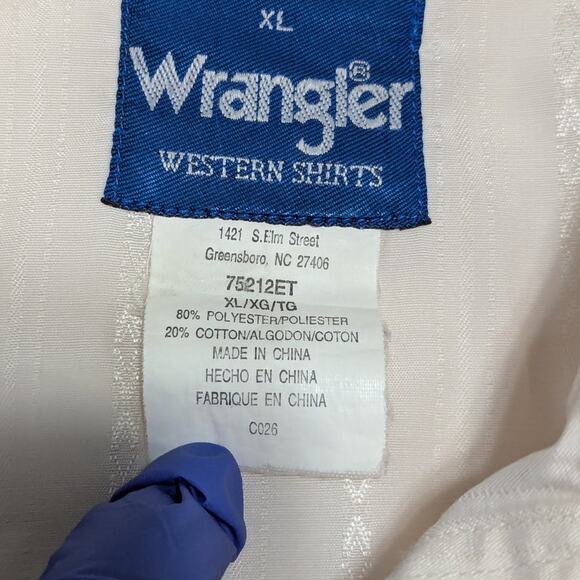 XL
Wrangler®
WESTERN SHIRTS
1421 S.Elm Street
Greensboro, NC 27406
75212ET
XL/XG/TG
80% POLYESTER/POLIESTER
20% COTTON/ALGODON/COTON
MADE IN CHINA
HECHO EN CHINA
FABRIQUE EN CHINA
C026